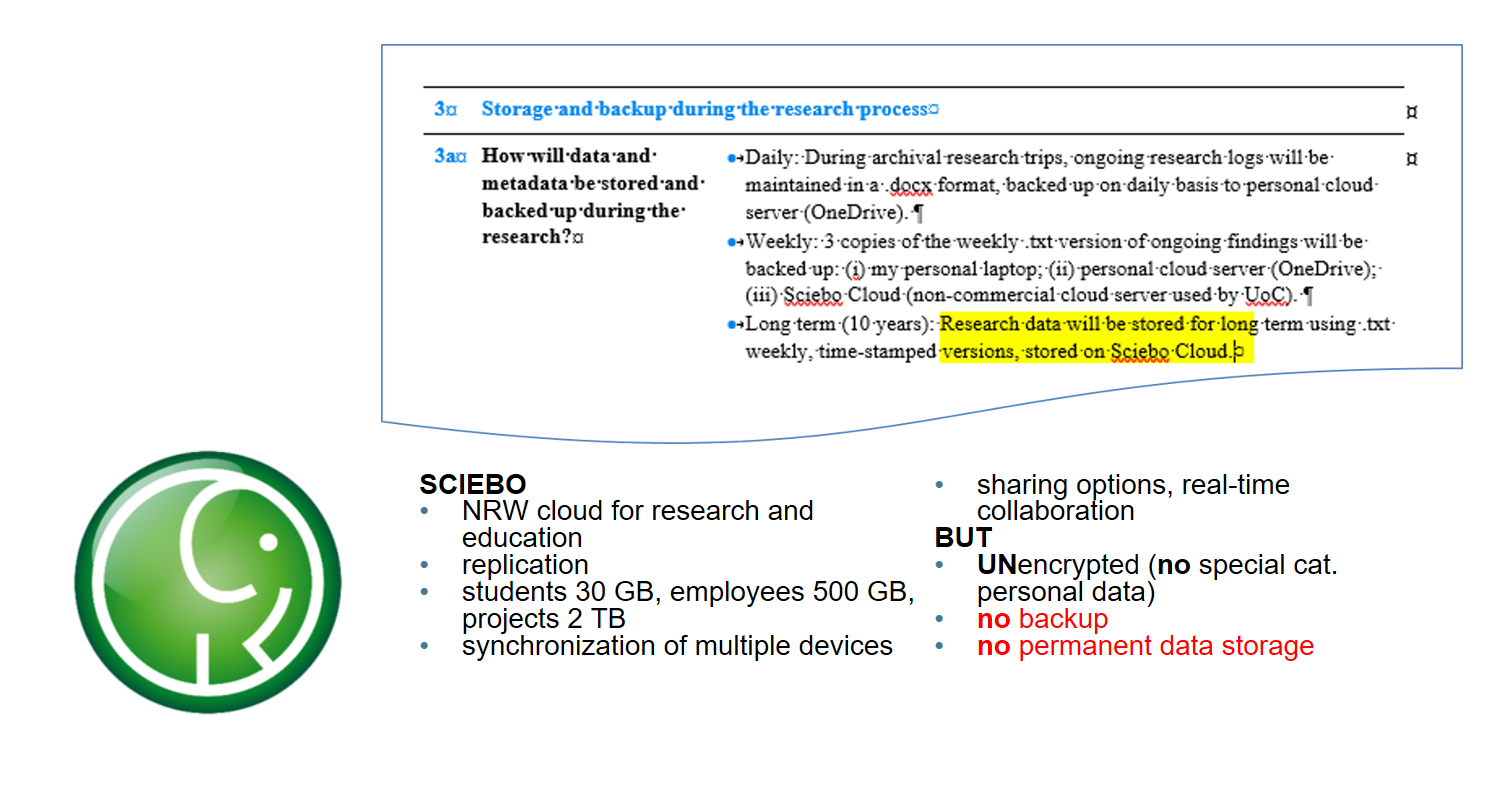 3¤ Storage·and·backup·during·the·research·process¤ ¤
3a¤ How·will·data·and· ¤
metadata·be·stored·and·
backed·up·during·the·
research?¤
●→Daily:·During·archival·research·trips,·ongoing·research·logs·will·be·
maintained·in·a·.docx·format,·backed·up·on·daily·basis·to·personal·cloud·
server·(OneDrive).·¶
●→Weekly:·3·copies·of·the·weekly·.txt·version·of·ongoing·findings·will·be·
backed·up:·(i)·my·personal·laptop;·(ii)·personal·cloud·server·(OneDrive);·
(iii)·Sciebo·Cloud·(non-commercial·cloud·server·used·by·UoC).·¶
●→Long·term·(10·years):·Research·data·will·be·stored·for·long·term·using·.txt·
weekly,·time-stamped·versions,·stored·on·Sciebo·Cloud.¤
SCIEBO
• NRW cloud for research and
education
• replication
• students 30 GB, employees 500 GB,
projects 2 TB
• synchronization of multiple devices
• sharing options, real-time
collaboration
BUT
• UNencrypted (no special cat.
personal data)
• no backup
• no permanent data storage